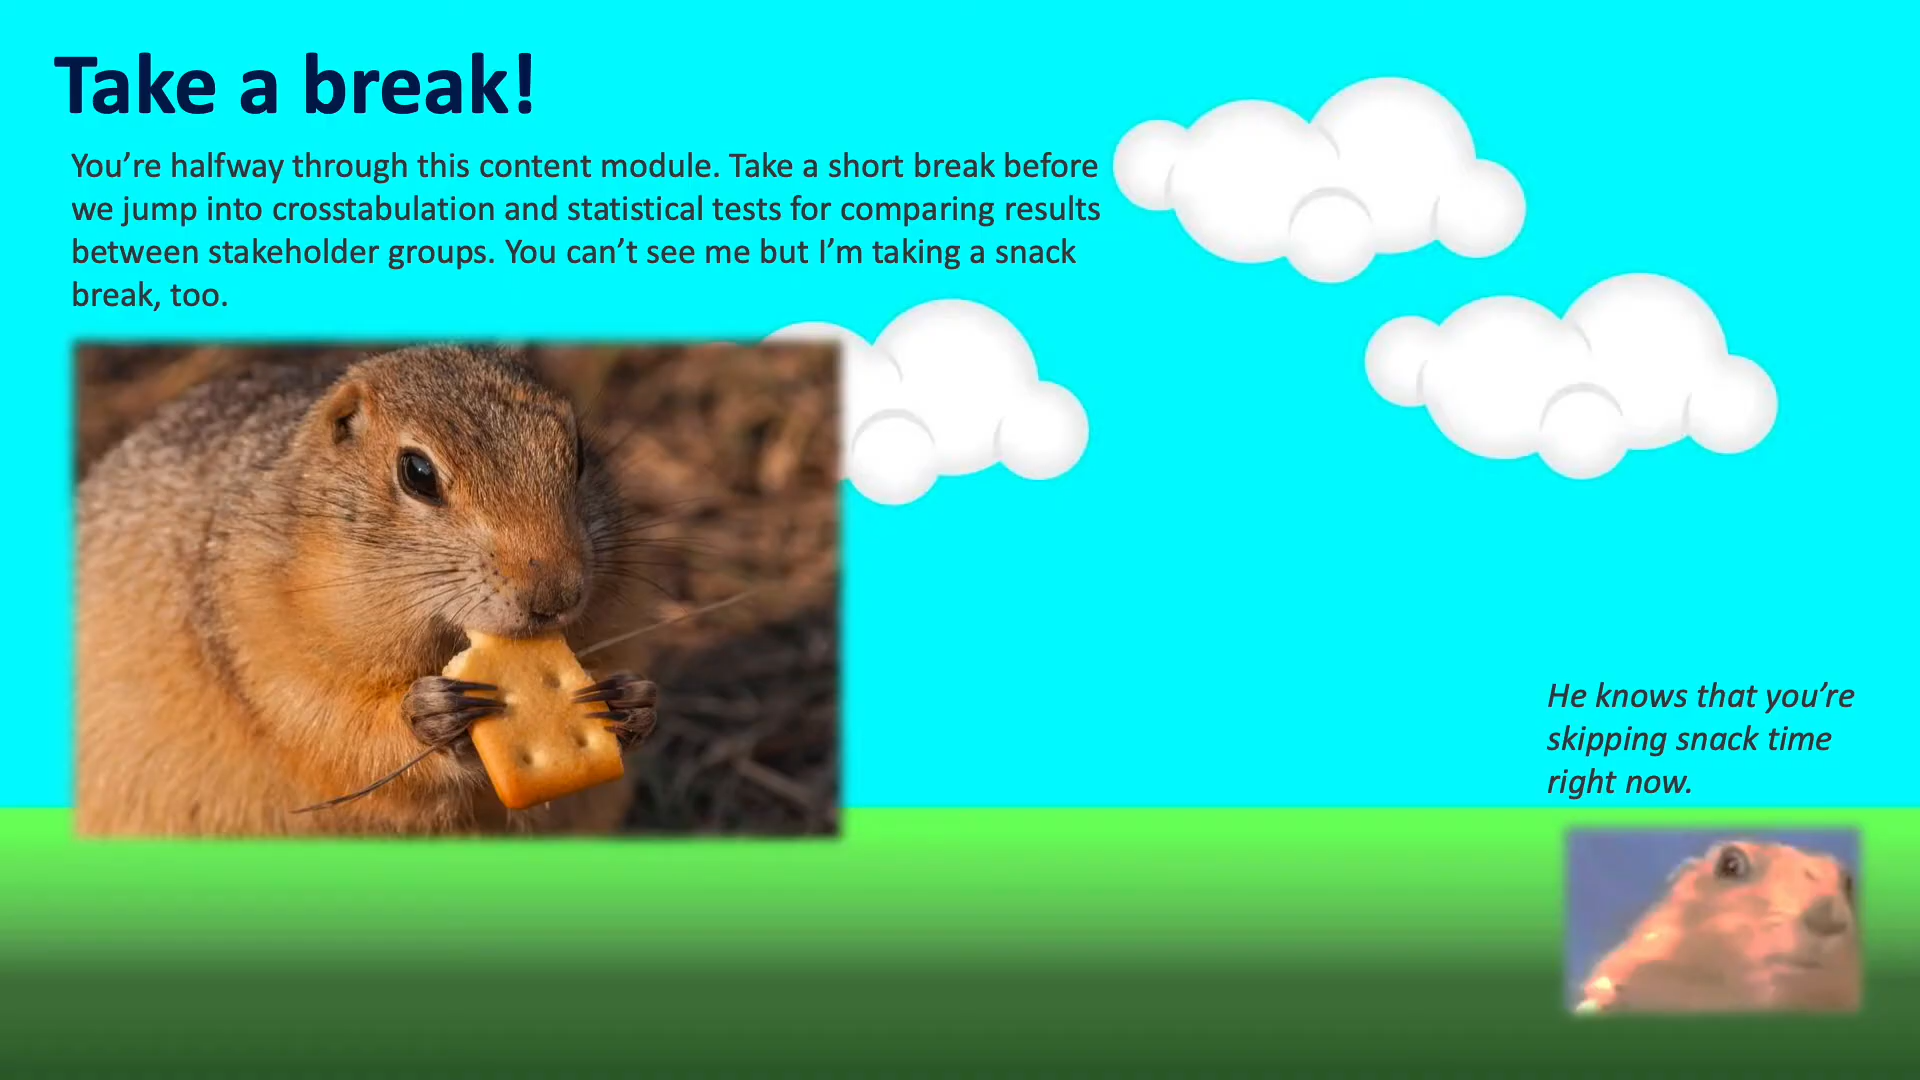 Take a break!
You’re halfway through this content module. Take a short break before
we jump into crosstabulation and statistical tests for comparing results
between stakeholder groups. You can’t see me but I’m taking a snack
break, too.
He knows that you’re
skipping snack time
right now.